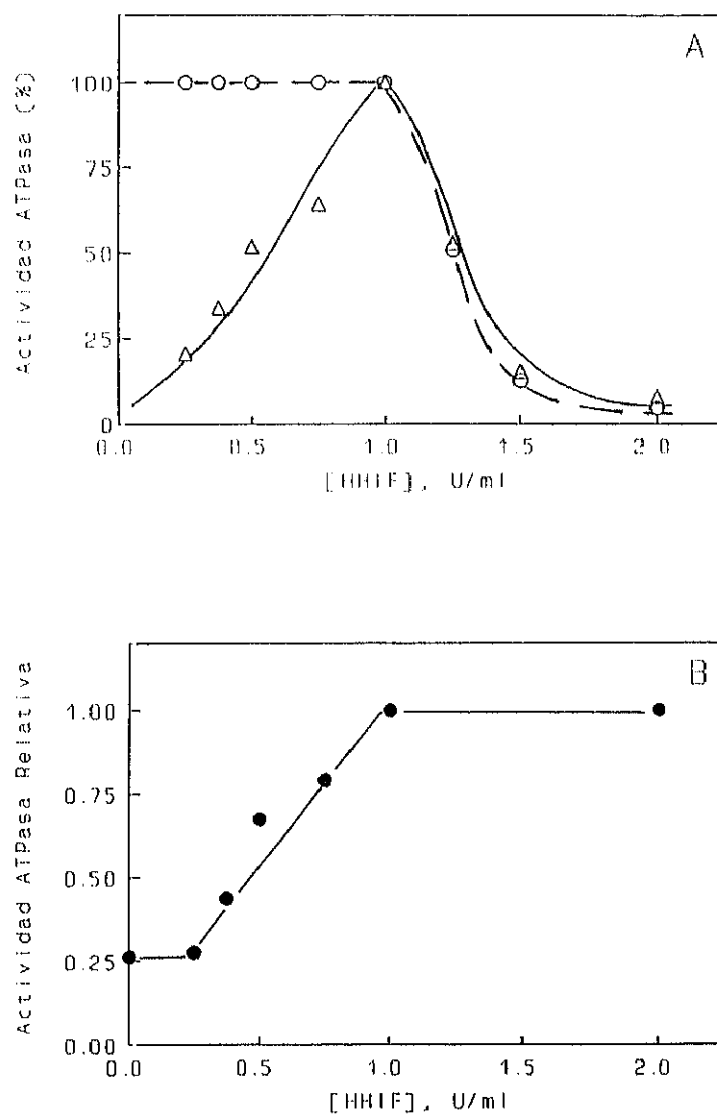 A
Actividad ATPasa (%)
100
75
50
25
0
0.0 0.5 1.0 1.5 2.0
[HHIF], U/ml
B
Actividad ATPasa Relativa
1.00
0.75
0.50
0.25
0.00
0.0 0.5 1.0 1.5 2.0
[HHIF], U/ml